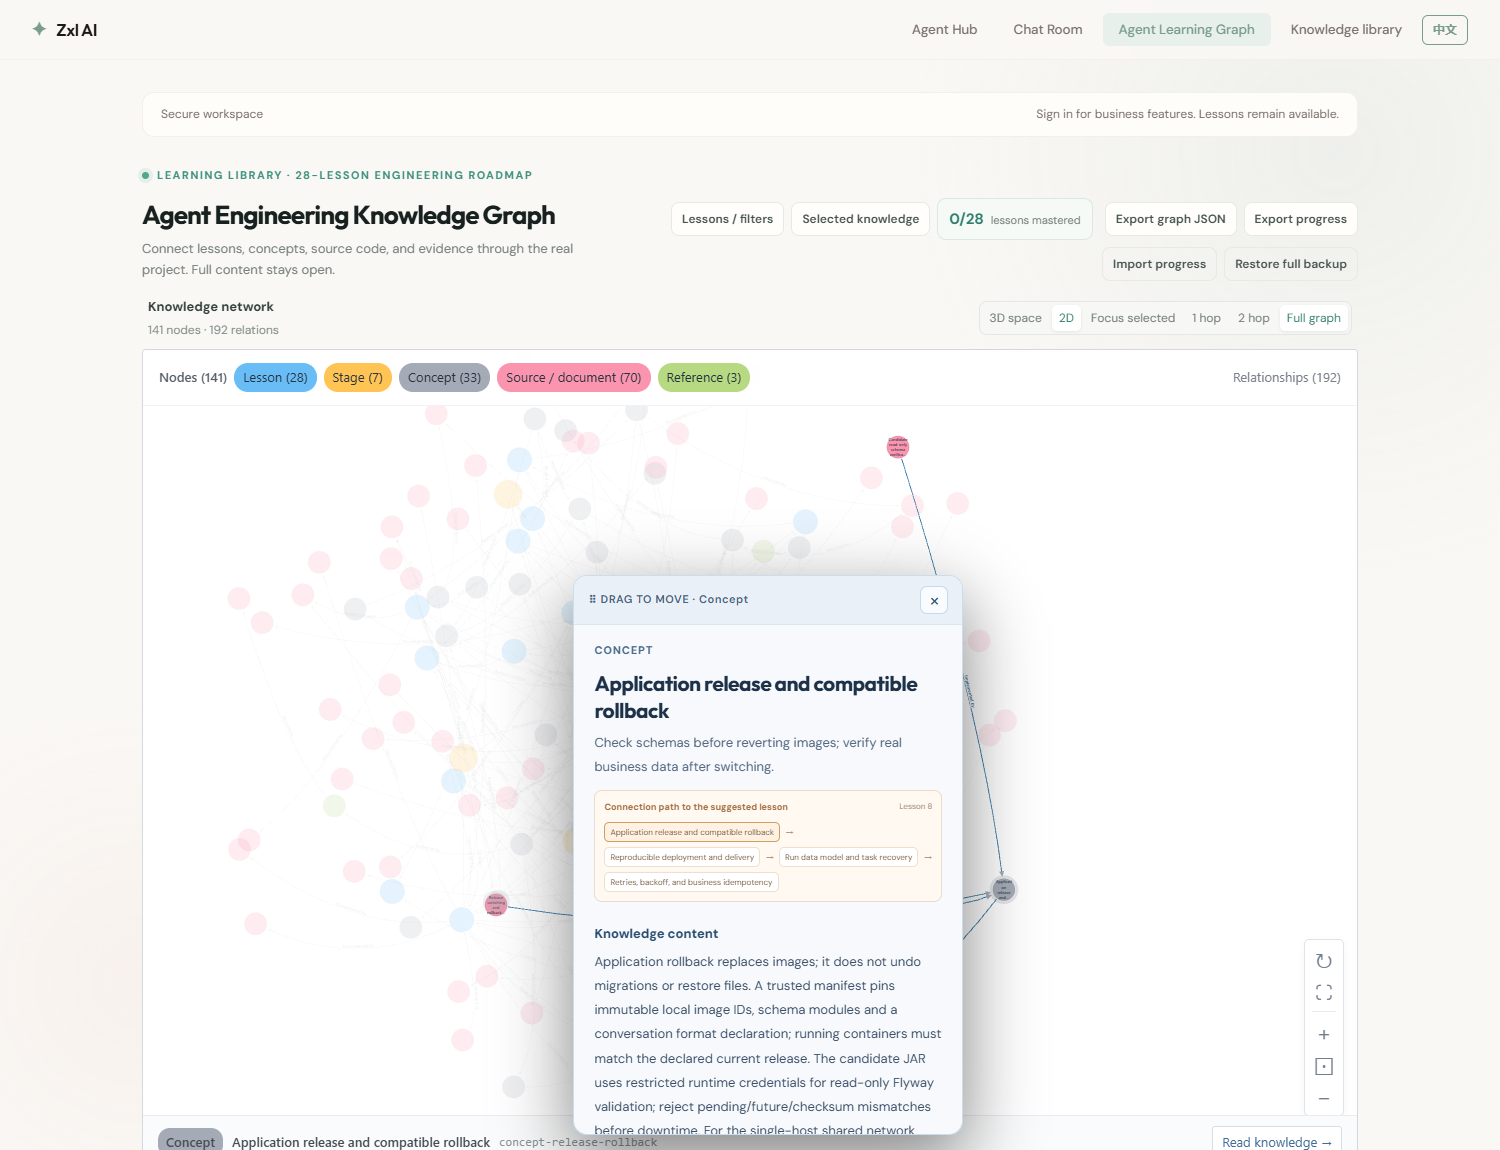 Zxl AI
Agent Hub
Chat Room
Agent Learning Graph
Knowledge library
中文
Secure workspace
Sign in for business features. Lessons remain available.
LEARNING LIBRARY · 28-LESSON ENGINEERING ROADMAP
Agent Engineering Knowledge Graph
Connect lessons, concepts, source code, and evidence through the real
project. Full content stays open.
Lessons / filters
Selected knowledge
0/28 lessons mastered
Export graph JSON
Export progress
Import progress
Restore full backup
Knowledge network
141 nodes · 192 relations
3D space
2D
Focus selected
1 hop
2 hop
Full graph
Nodes (141)
Lesson (28)
Stage (7)
Concept (33)
Source / document (70)
Reference (3)
Relationships (192)
⠿ DRAG TO MOVE · Concept
×
CONCEPT
Application release and compatible
rollback
Check schemas before reverting images; verify real
business data after switching.
Connection path to the suggested lesson
Lesson 8
Application release and compatible rollback →
Reproducible deployment and delivery → Run data model and task recovery →
Retries, backoff, and business idempotency
Knowledge content
Application rollback replaces images; it does not undo
migrations or restore files. A trusted manifest pins
immutable local image IDs, schema modules and a
conversation format declaration; running containers must
match the declared current release. The candidate JAR
uses restricted runtime credentials for read-only Flyway
validation; reject pending/future/checksum mismatches
before downtime. For the single-host shared network
Concept
Application release and compatible rollback
concept-release-rollback
Read knowledge →